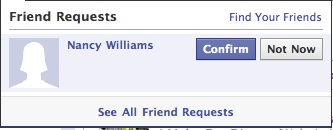 Friend Requests Find Your Friends
Nancy Williams Confirm Not Now
See All Friend Requests